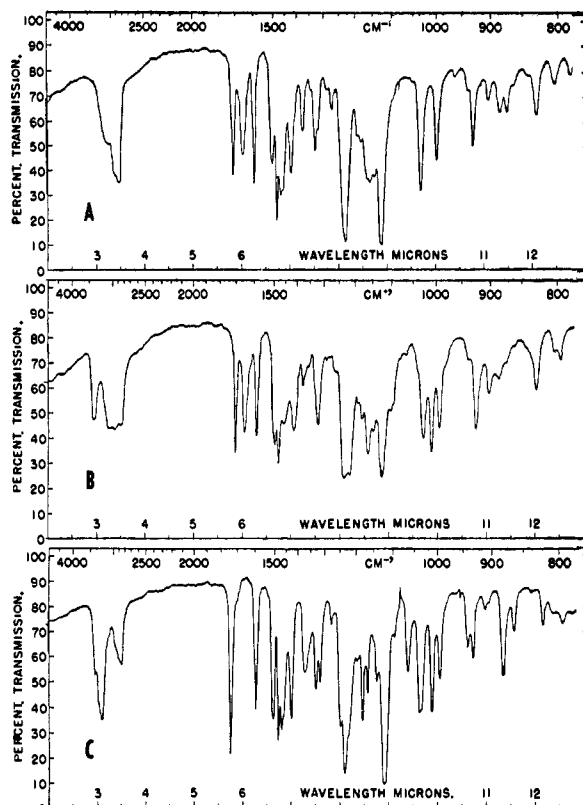 4000 2500 2000 1500 CM⁻¹ 1000 900 800
100
90
80
70
60
50
40
30
20
10
0
PERCENT, TRANSMISSION,
A
3 4 5 6 WAVELENGTH MICRONS 11 12
4000 2500 2000 1500 CM⁻¹ 1000 900 800
100
90
80
70
60
50
40
30
20
10
0
PERCENT, TRANSMISSION,
B
3 4 5 6 WAVELENGTH MICRONS 11 12
4000 2500 2000 1500 CM⁻¹ 1000 900 800
100
90
80
70
60
50
40
30
20
10
PERCENT, TRANSMISSION,
C
3 4 5 6 WAVELENGTH MICRONS. 11 12